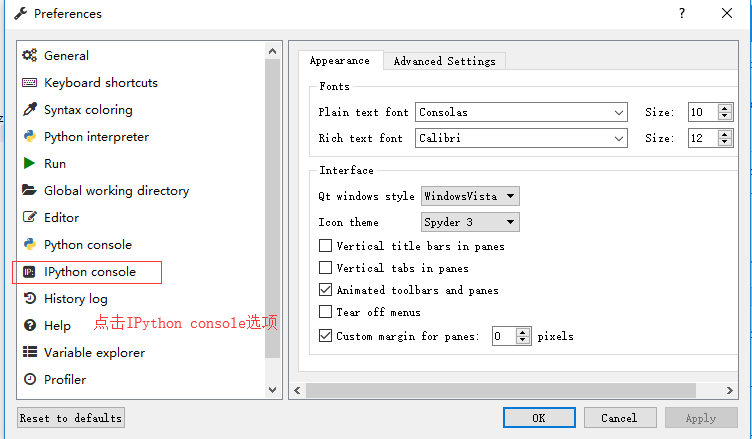 Preferences
?
General
Keyboard shortcuts
Syntax coloring
Python interpreter
Run
Global working directory
Editor
Python console
IP: IPython console
History log
Help
点击IPython console选项
Variable explorer
Profiler
Appearance Advanced Settings
Fonts
Plain text font Consolas Size: 10
Rich text font Calibri Size: 12
Interface
Qt windows style WindowsVista
Icon theme Spyder 3
Vertical title bars in panes
Vertical tabs in panes
Animated toolbars and panes
Tear off menus
Custom margin for panes: 0 pixels
Reset to defaults OK Cancel Apply